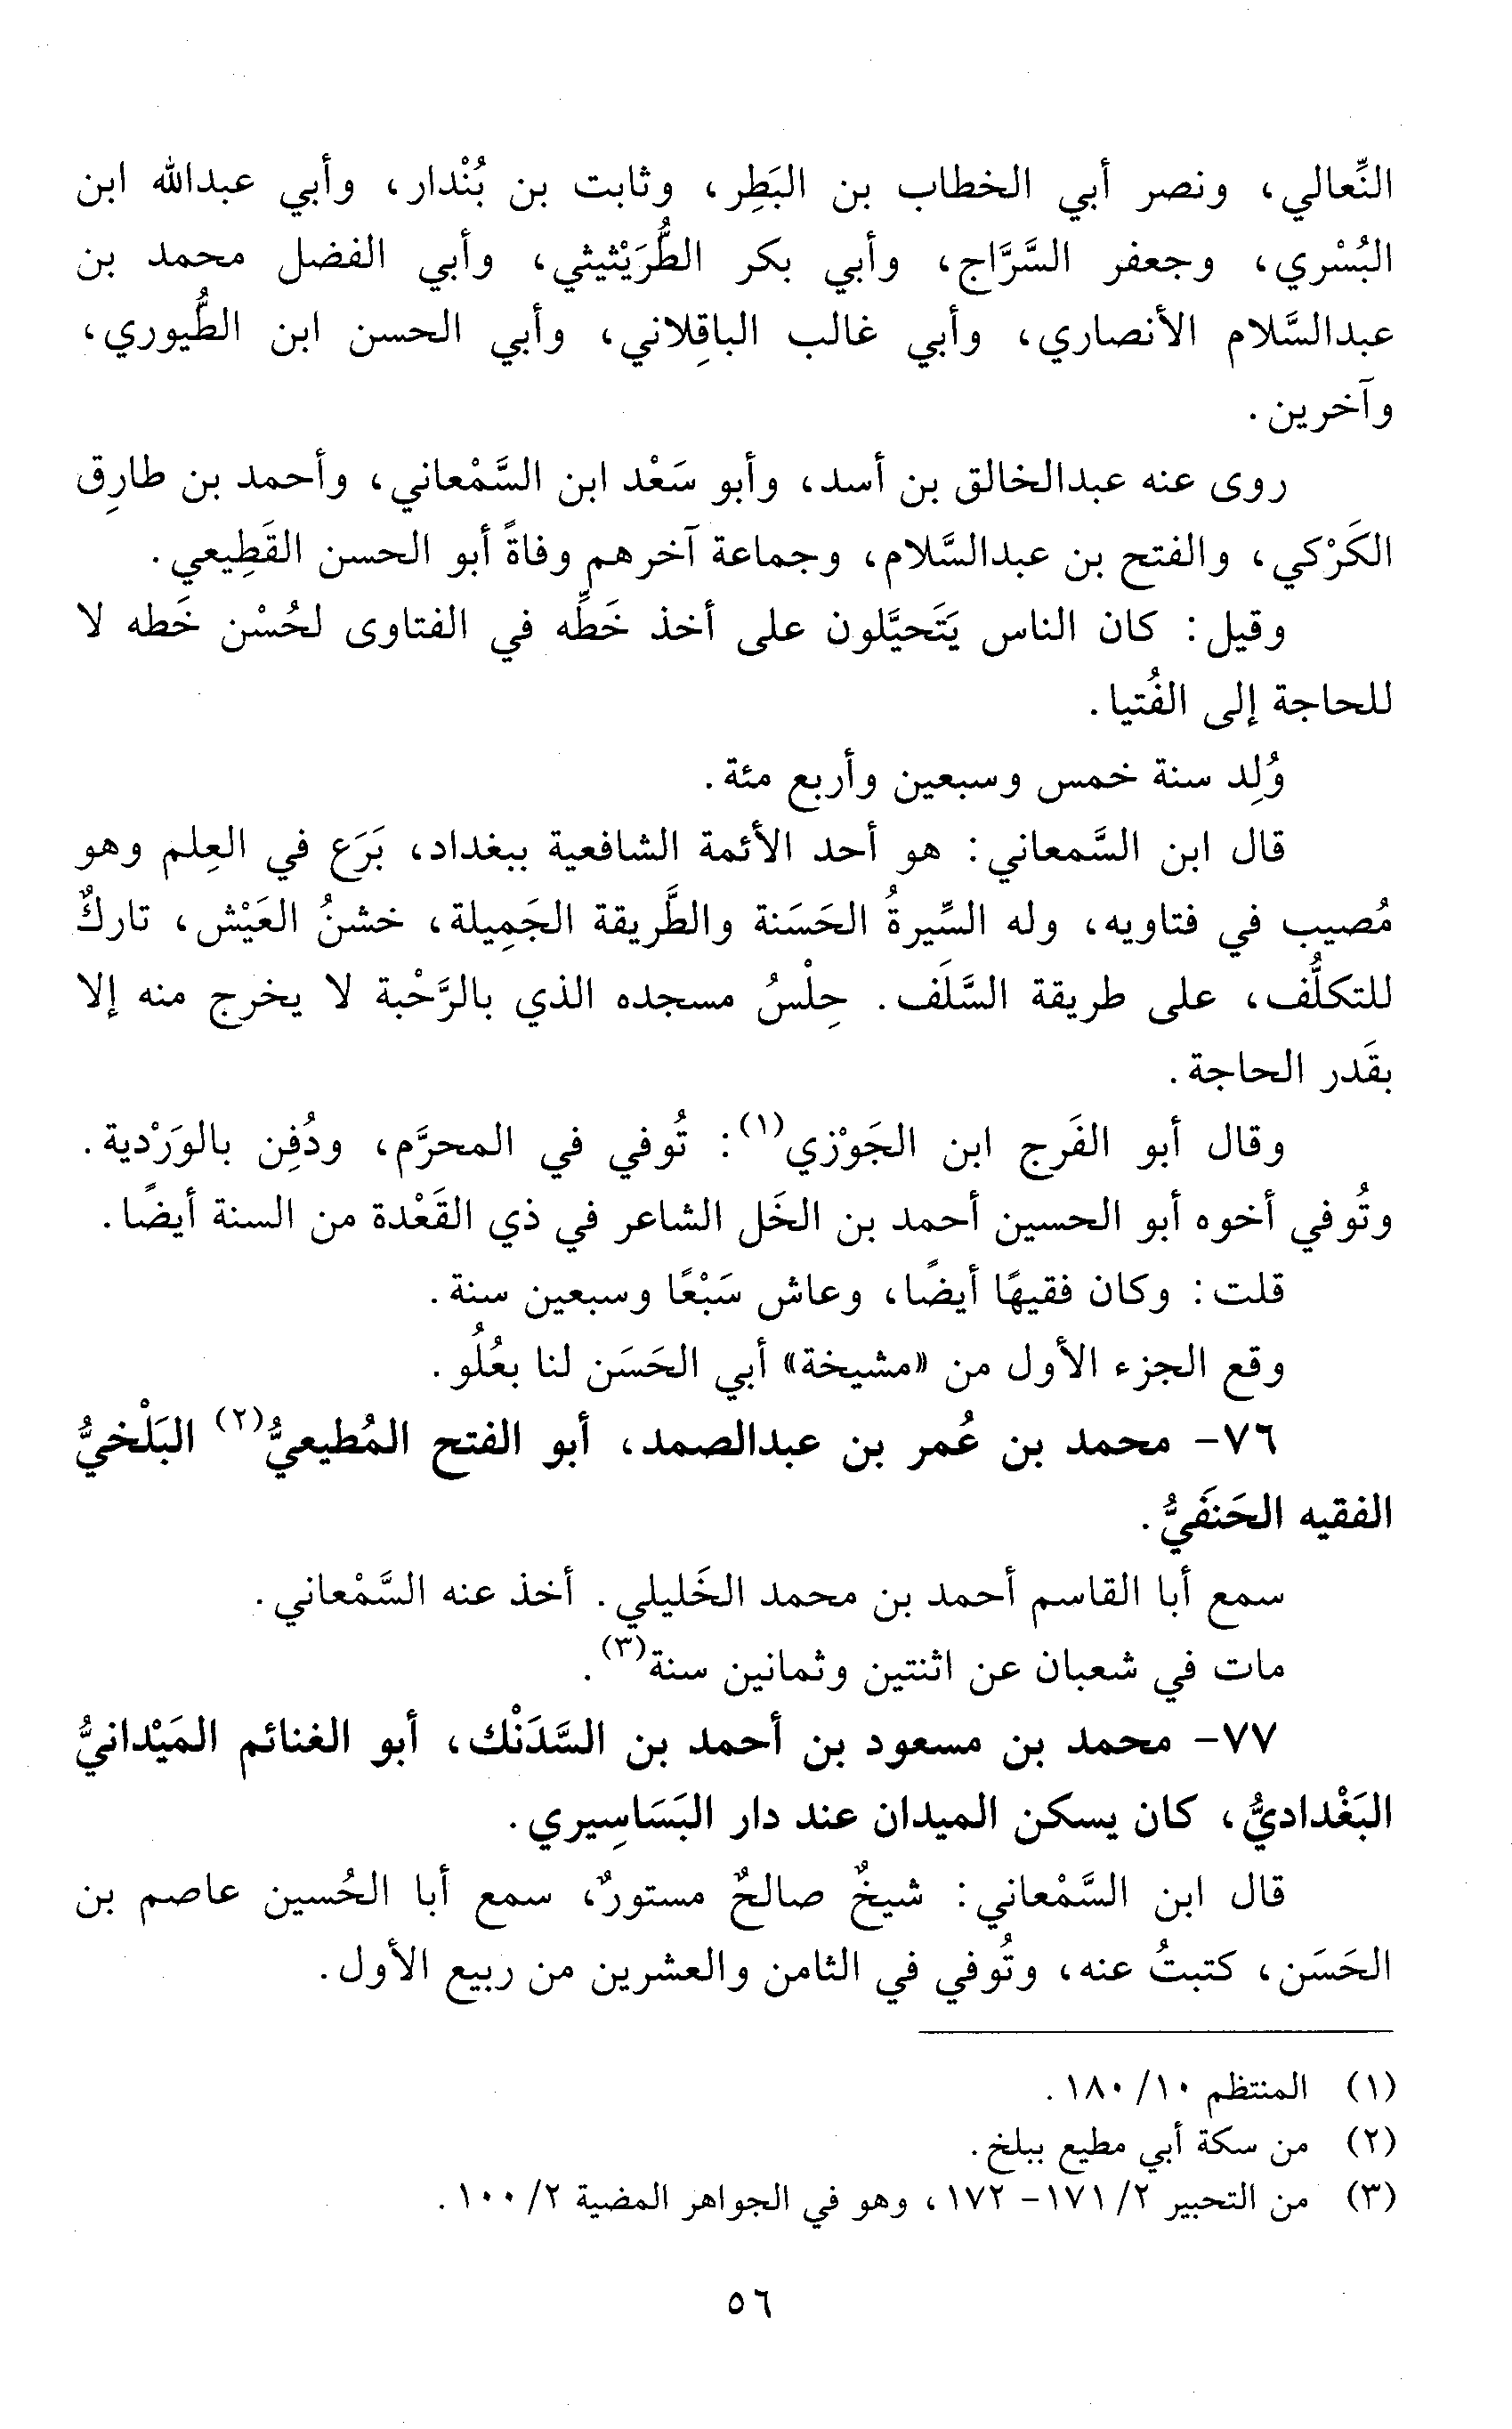 النِّعالي، ونصر أبي الخطاب بن البَطِر، وثابت بن بُنْدار، وأبي عبدالله ابن
البُسْري، وجعفر السَّرَّاج، وأبي بكر الطُّرَيْثيثي، وأبي الفضل محمد بن
عبدالسَّلام الأنصاري، وأبي غالب الباقِلاني، وأبي الحسن ابن الطُّيوري،
وآخرين.
روى عنه عبدالخالق بن أسد، وأبو سَعْد ابن السَّمْعاني، وأحمد بن طارِق
الكَرْكي، والفتح بن عبدالسَّلام، وجماعة آخرهم وفاةً أبو الحسن القَطِيعي.
وقيل: كان الناس يَتَحيَّلون على أخذ خَطِّه في الفتاوى لحُسْن خَطه لا
للحاجة إلى الفُتيا.
وُلِد سنة خمس وسبعين وأربع مئة.
قال ابن السَّمعاني: هو أحد الأئمة الشافعية ببغداد، بَرَع في العِلم وهو
مُصيب في فتاويه، وله السِّيرةُ الحَسَنة والطَّريقة الجَمِيلة، خشنُ العَيْش، تاركٌ
للتكلُّف، على طريقة السَّلَف. حِلْسُ مسجده الذي بالرَّحْبة لا يخرج منه إلا
بقَدر الحاجة.
وقال أبو الفَرج ابن الجَوْزي(١): تُوفي في المحرَّم، ودُفِن بالوَرْدية.
وتُوفي أخوه أبو الحسين أحمد بن الخَل الشاعر في ذي القَعْدة من السنة أيضًا.
قلت: وكان فقيهًا أيضًا، وعاش سَبْعًا وسبعين سنة.
وقع الجزء الأول من «مشيخة» أبي الحَسَن لنا بعُلُو.
٧٦- محمد بن عُمر بن عبدالصمد، أبو الفتح المُطيعيُّ(٢) البَلْخيُّ
الفقيه الحَنفَيُّ.
سمع أبا القاسم أحمد بن محمد الخَليلي. أخذ عنه السَّمْعاني.
مات في شعبان عن اثنتين وثمانين سنة(٣).
٧٧- محمد بن مسعود بن أحمد بن السَّدَنْك، أبو الغنائم المَيْدانيُّ
البَغْداديُّ، كان يسكن الميدان عند دار البَسَاسِيري.
قال ابن السَّمْعاني: شيخٌ صالحٌ مستورٌ، سمع أبا الحُسين عاصم بن
الحَسَن، كتبتُ عنه، وتُوفي في الثامن والعشرين من ربيع الأول.
(١) المنتظم ١٠/ ١٨٠.
(٢) من سكة أبي مطيع ببلخ.
(٣) من التحبير ٢/ ١٧١- ١٧٢، وهو في الجواهر المضية ٢/ ١٠٠.
٥٦